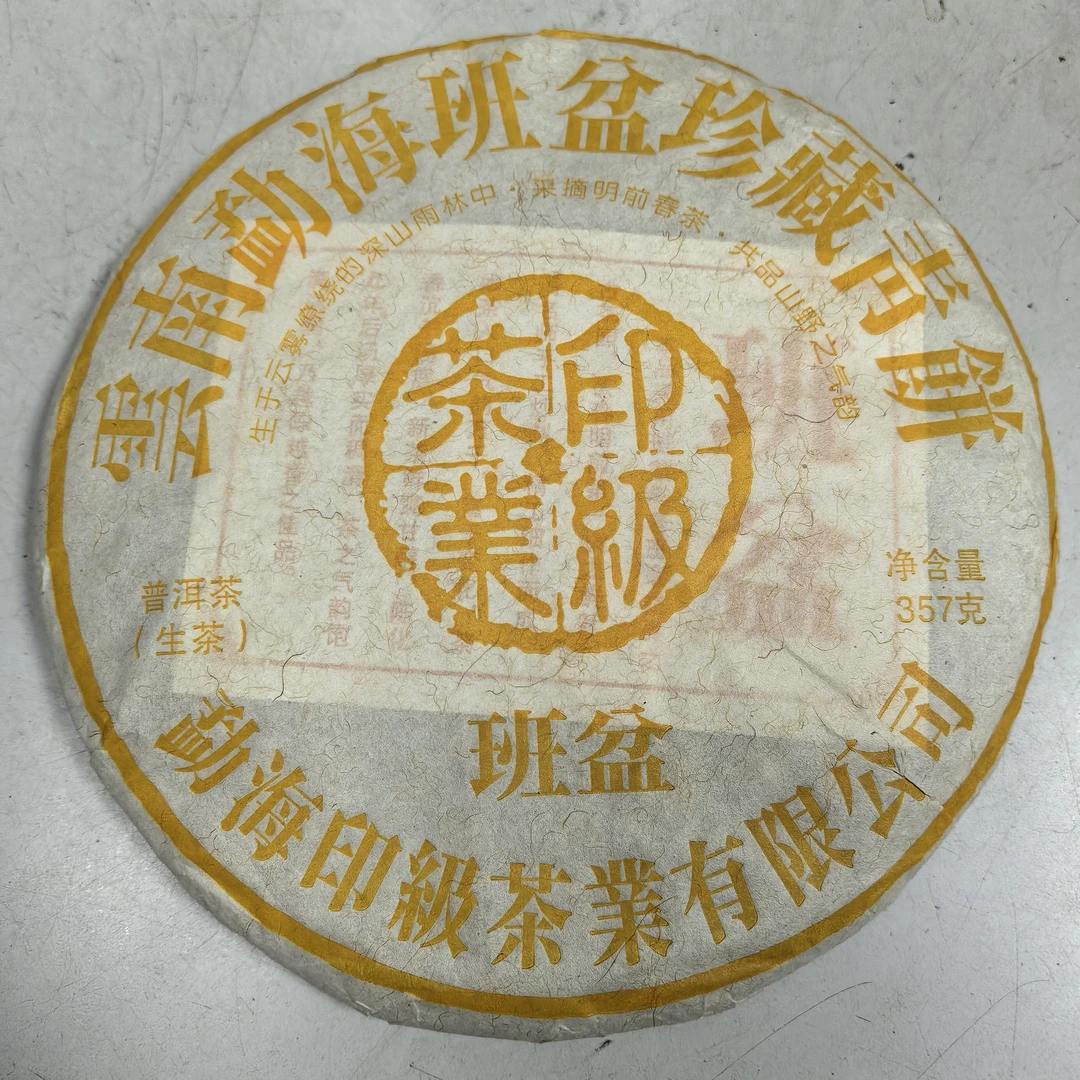 雲南勐海班盆珍藏青餅
生于云雾缭绕的深山雨林中·采摘明前春茶·共品山野之气韵
印級
茶業
普洱茶
（生茶）
净含量
357克
班盆
勐海印級茶業有限公司